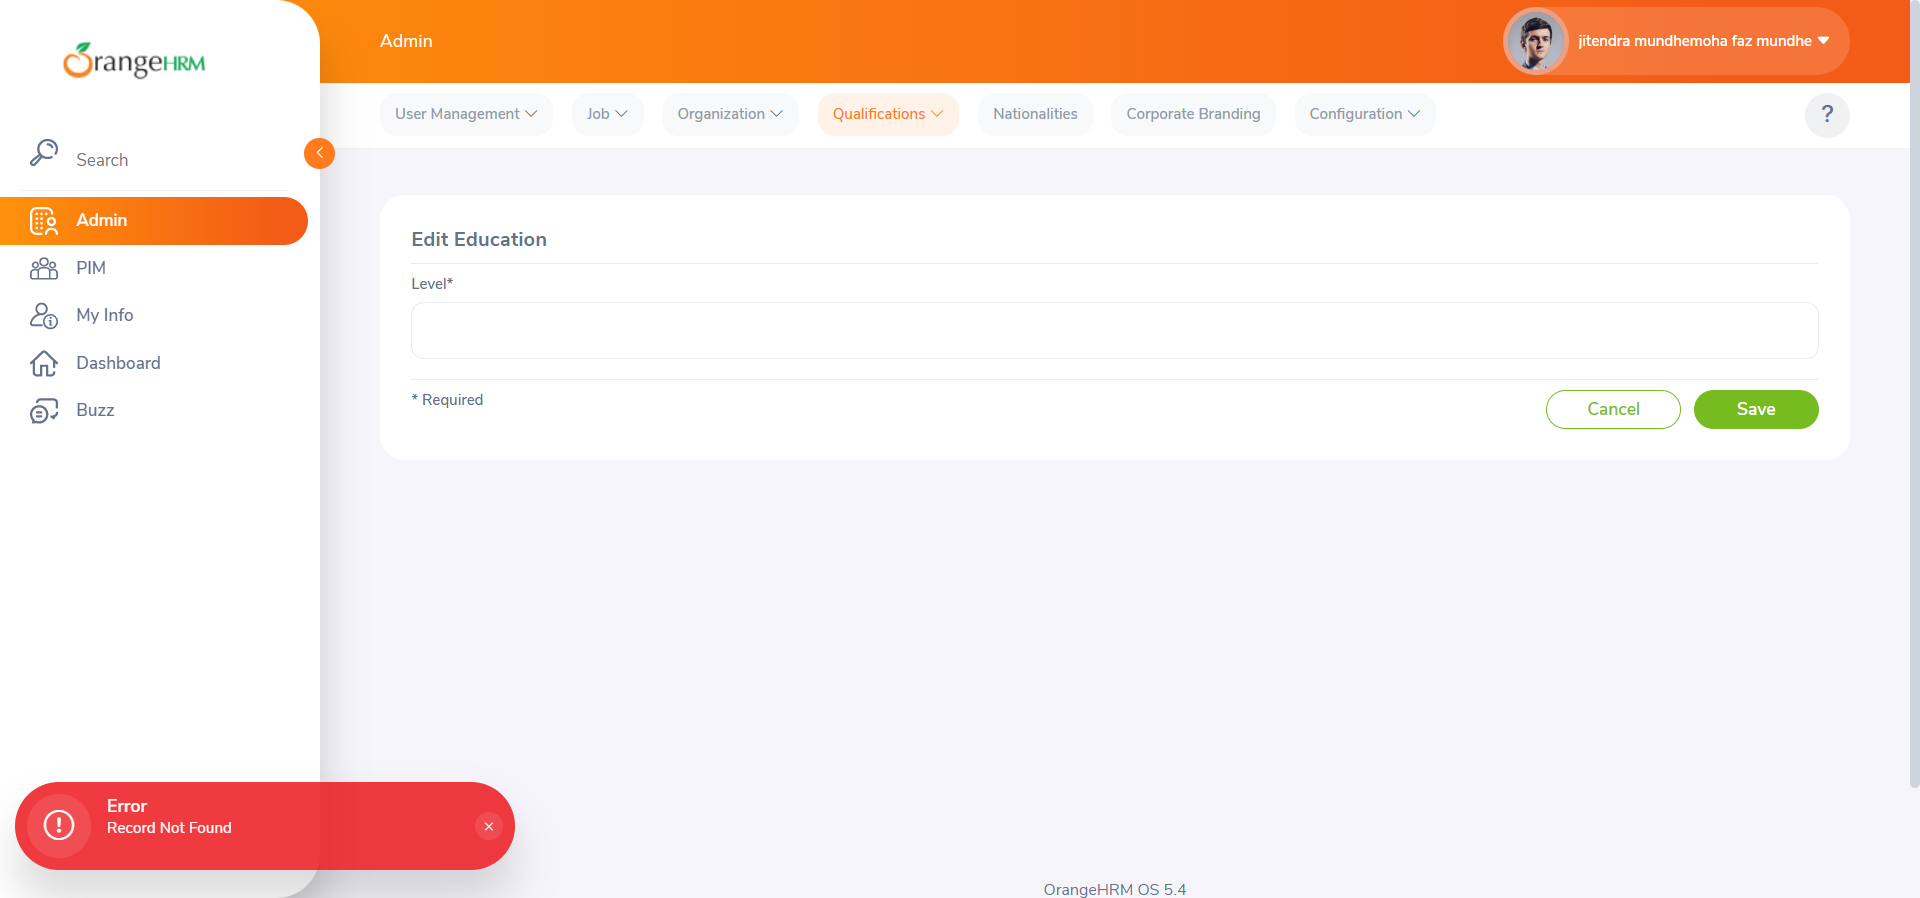 OrangeHRM
Admin
jitendra mundhemoha faz mundhe
User Management
Job
Organization
Qualifications
Nationalities
Corporate Branding
Configuration
?
Search
Admin
PIM
My Info
Dashboard
Buzz
Edit Education
Level*
* Required
Cancel
Save
Error
Record Not Found
OrangeHRM OS 5.4